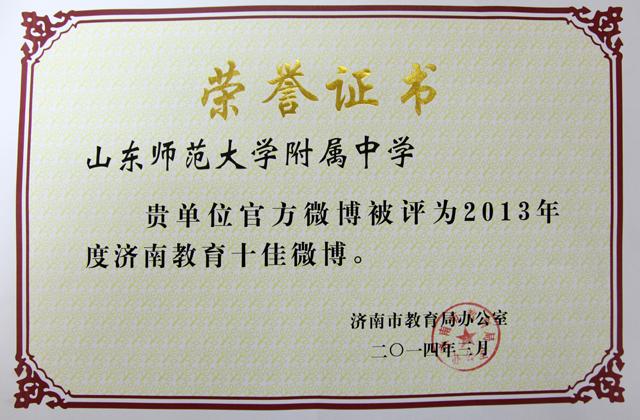 荣誉证书
山东师范大学附属中学
贵单位官方微博被评为2013年
度济南教育十佳微博。
济南市教育局办公室
二〇一四年三月